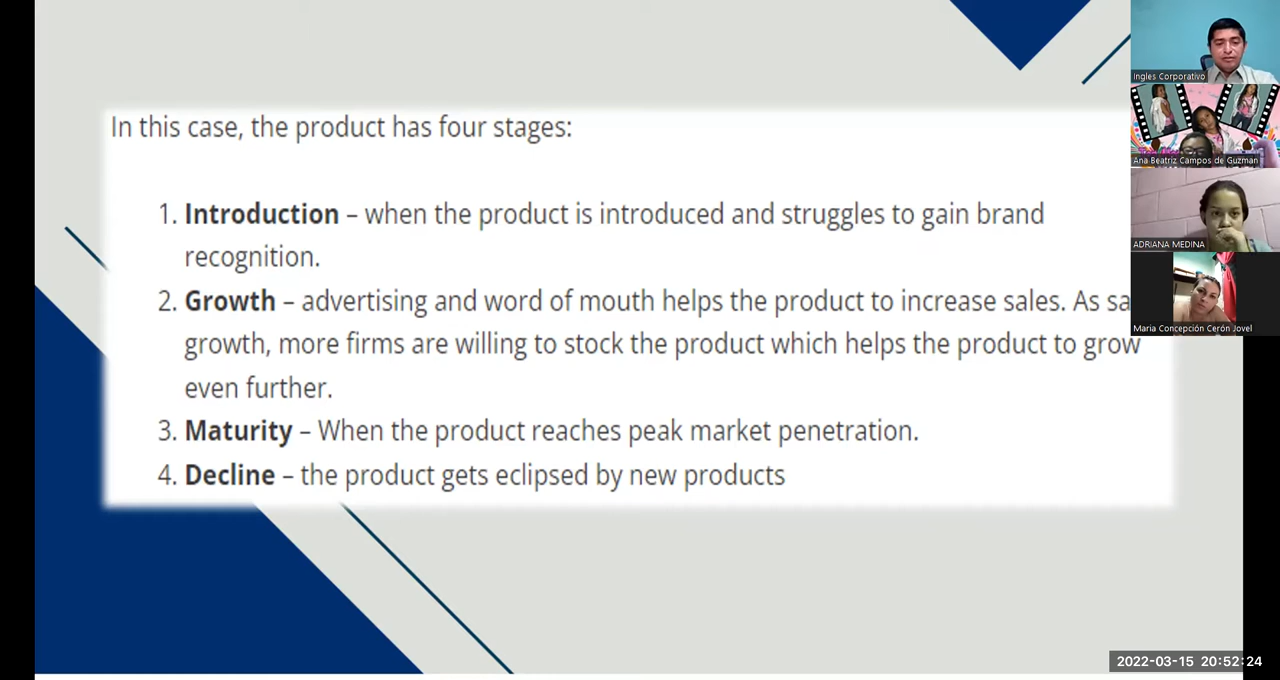 In this case, the product has four stages:
1. Introduction – when the product is introduced and struggles to gain brand
recognition.
2. Growth – advertising and word of mouth helps the product to increase sales. As
growth, more firms are willing to stock the product which helps the product to grow
even further.
3. Maturity – When the product reaches peak market penetration.
4. Decline – the product gets eclipsed by new products
Ingles Corporativo
Ana Beatriz Campos de Guzman
ADRIANA MEDINA
Maria Concepción Cerón Jovel
2022-03-15 20:52:24